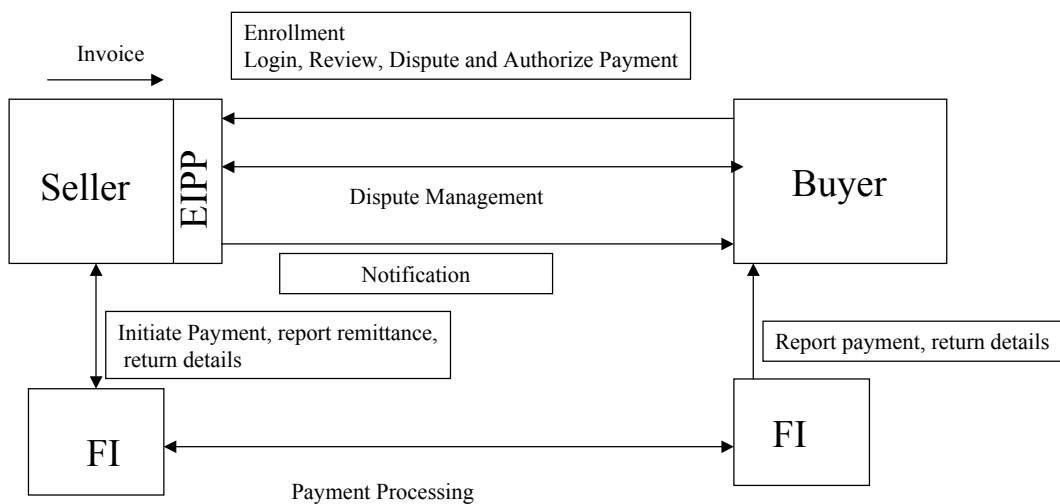 Enrollment
Login, Review, Dispute and Authorize Payment
Invoice
Seller
EIPP
Buyer
Dispute Management
Notification
Initiate Payment, report remittance,
return details
Report payment, return details
FI
FI
Payment Processing